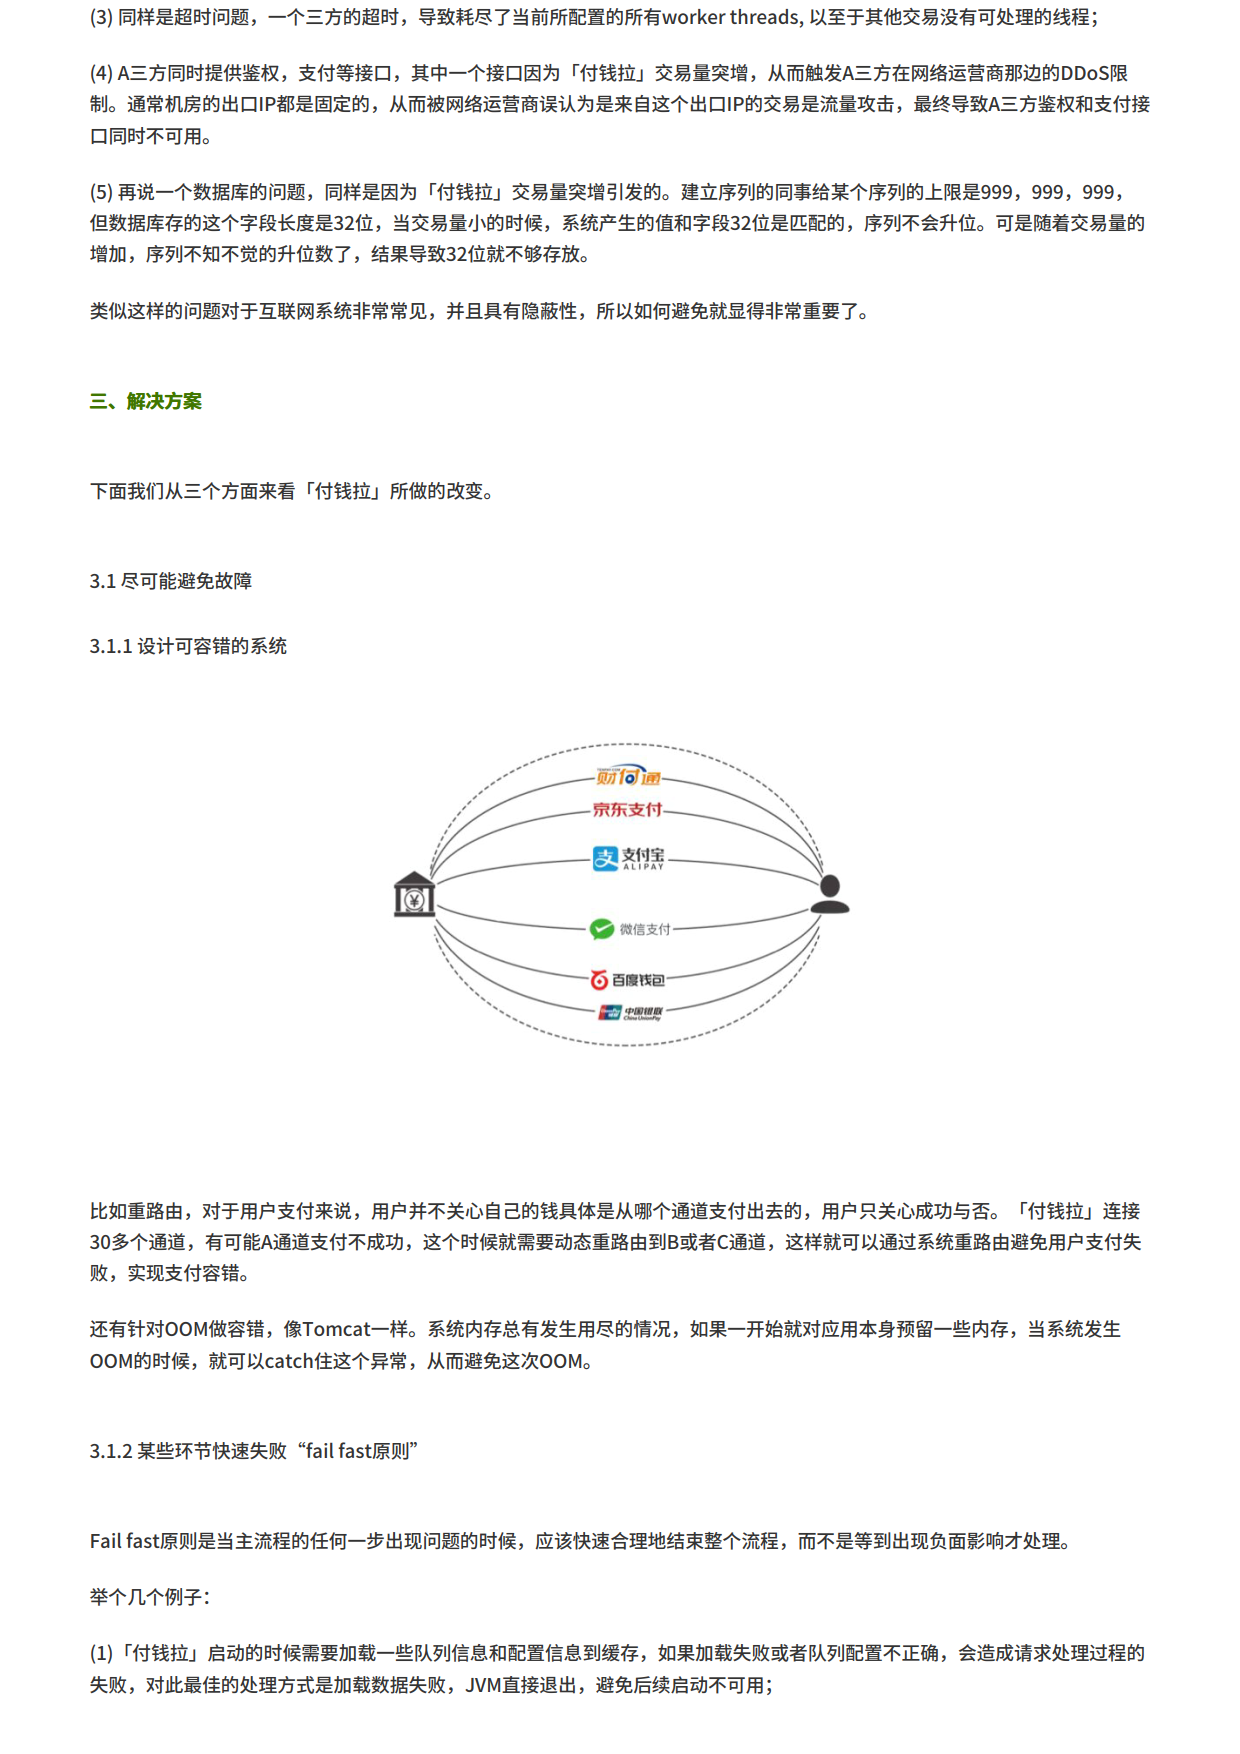 (3) 同样是超时问题，一个三方的超时，导致耗尽了当前所配置的所有worker threads, 以至于其他交易没有可处理的线程；
(4) A三方同时提供鉴权，支付等接口，其中一个接口因为「付钱拉」交易量突增，从而触发A三方在网络运营商那边的DDoS限
制。通常机房的出口IP都是固定的，从而被网络运营商误认为是来自这个出口IP的交易是流量攻击，最终导致A三方鉴权和支付接
口同时不可用。
(5) 再说一个数据库的问题，同样是因为「付钱拉」交易量突增引发的。建立序列的同事给某个序列的上限是999，999，999，
但数据库存的这个字段长度是32位，当交易量小的时候，系统产生的值和字段32位是匹配的，序列不会升位。可是随着交易量的
增加，序列不知不觉的升位数了，结果导致32位就不够存放。
类似这样的问题对于互联网系统非常常见，并且具有隐蔽性，所以如何避免就显得非常重要了。
三、解决方案
下面我们从三个方面来看「付钱拉」所做的改变。
3.1 尽可能避免故障
3.1.1 设计可容错的系统
财付通
京东支付
支 支付宝
ALIPAY
¥
微信支付
百度钱包
中国银联
China UnionPay
比如重路由，对于用户支付来说，用户并不关心自己的钱具体是从哪个通道支付出去的，用户只关心成功与否。「付钱拉」连接
30多个通道，有可能A通道支付不成功，这个时候就需要动态重路由到B或者C通道，这样就可以通过系统重路由避免用户支付失
败，实现支付容错。
还有针对OOM做容错，像Tomcat一样。系统内存总有发生用尽的情况，如果一开始就对应用本身预留一些内存，当系统发生
OOM的时候，就可以catch住这个异常，从而避免这次OOM。
3.1.2 某些环节快速失败“fail fast原则”
Fail fast原则是当主流程的任何一步出现问题的时候，应该快速合理地结束整个流程，而不是等到出现负面影响才处理。
举个几个例子：
(1)「付钱拉」启动的时候需要加载一些队列信息和配置信息到缓存，如果加载失败或者队列配置不正确，会造成请求处理过程的
失败，对此最佳的处理方式是加载数据失败，JVM直接退出，避免后续启动不可用；